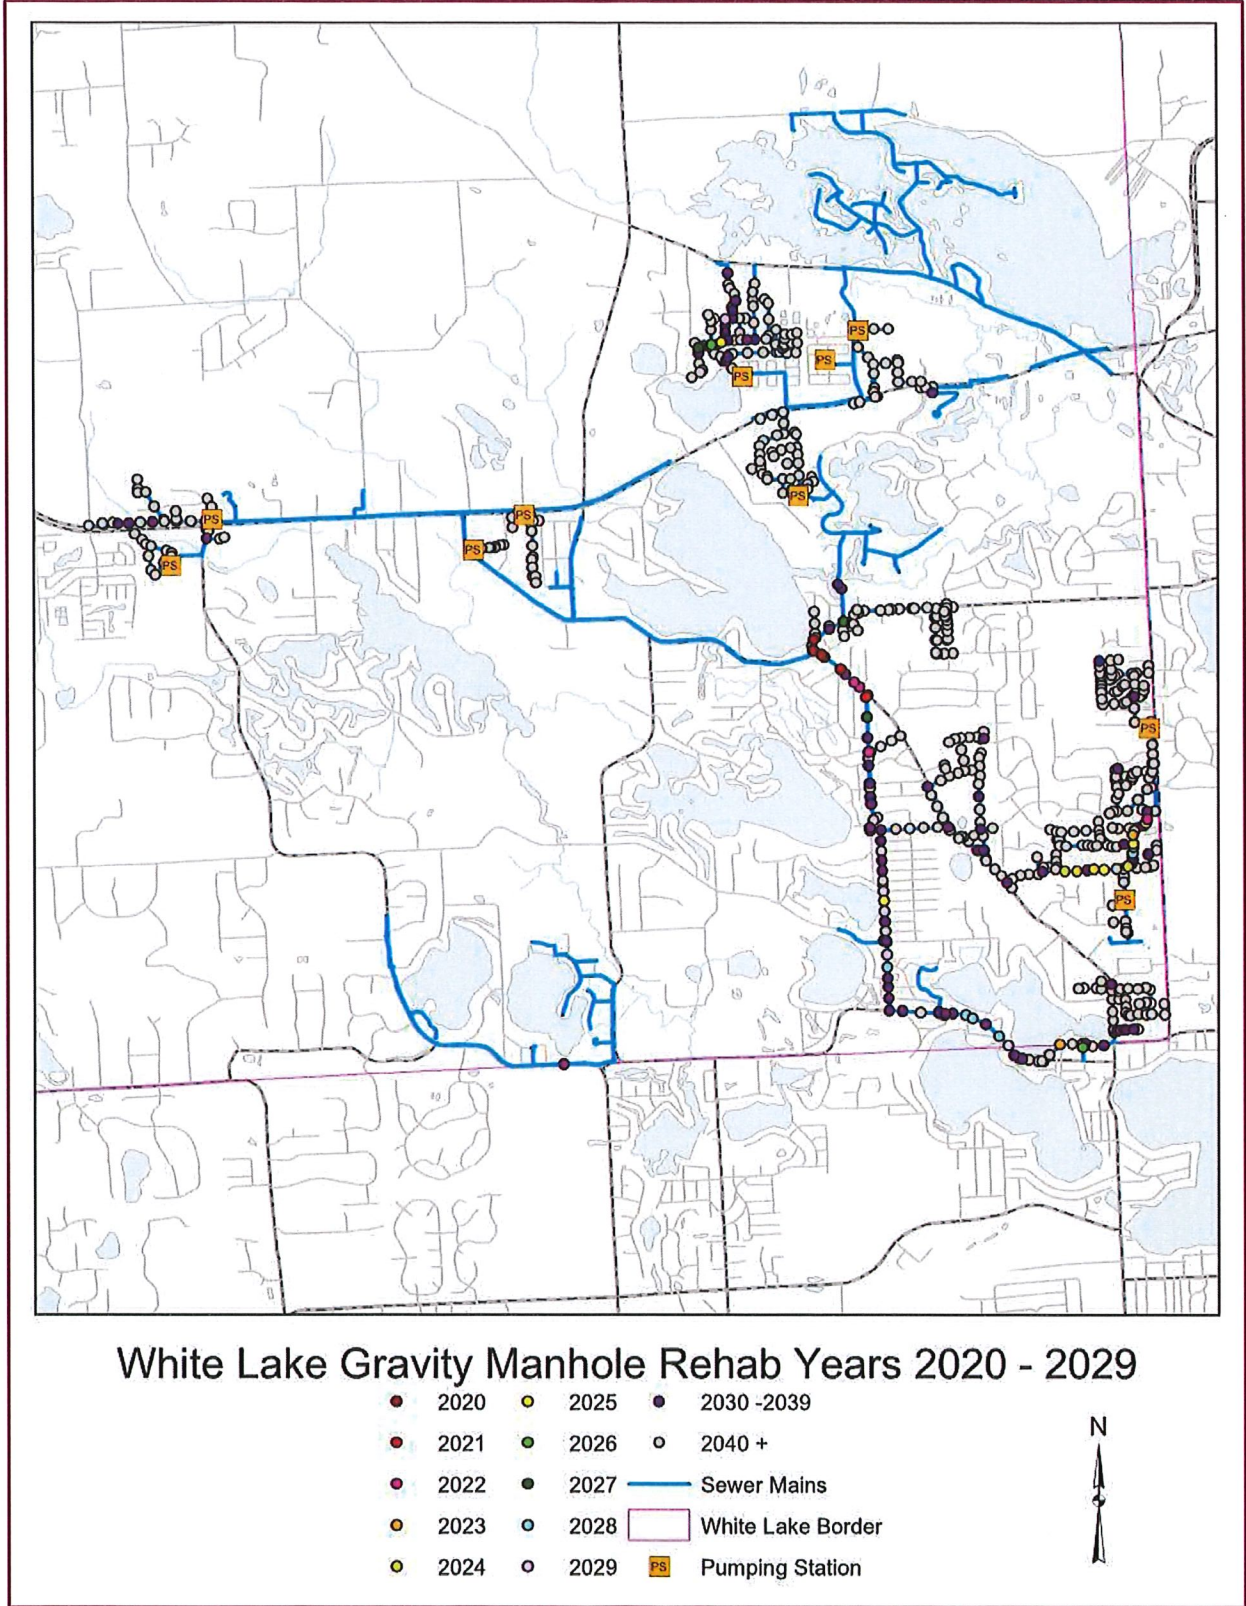 PS
PS
PS
PS
PS
PS
PS
PS
PS
PS
White Lake Gravity Manhole Rehab Years 2020 - 2029
2020 2025 2030 -2039
2021 2026 2040 +
2022 2027 Sewer Mains
2023 2028 White Lake Border
2024 2029 PS Pumping Station
N